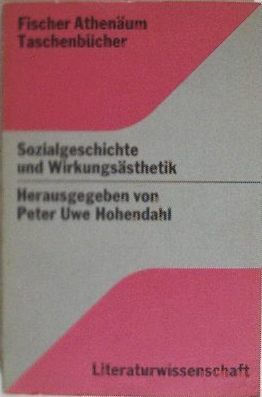 Fischer Athenäum
Taschenbücher
Sozialgeschichte
und Wirkungsästhetik
Herausgegeben von
Peter Uwe Hohendahl
Literaturwissenschaft